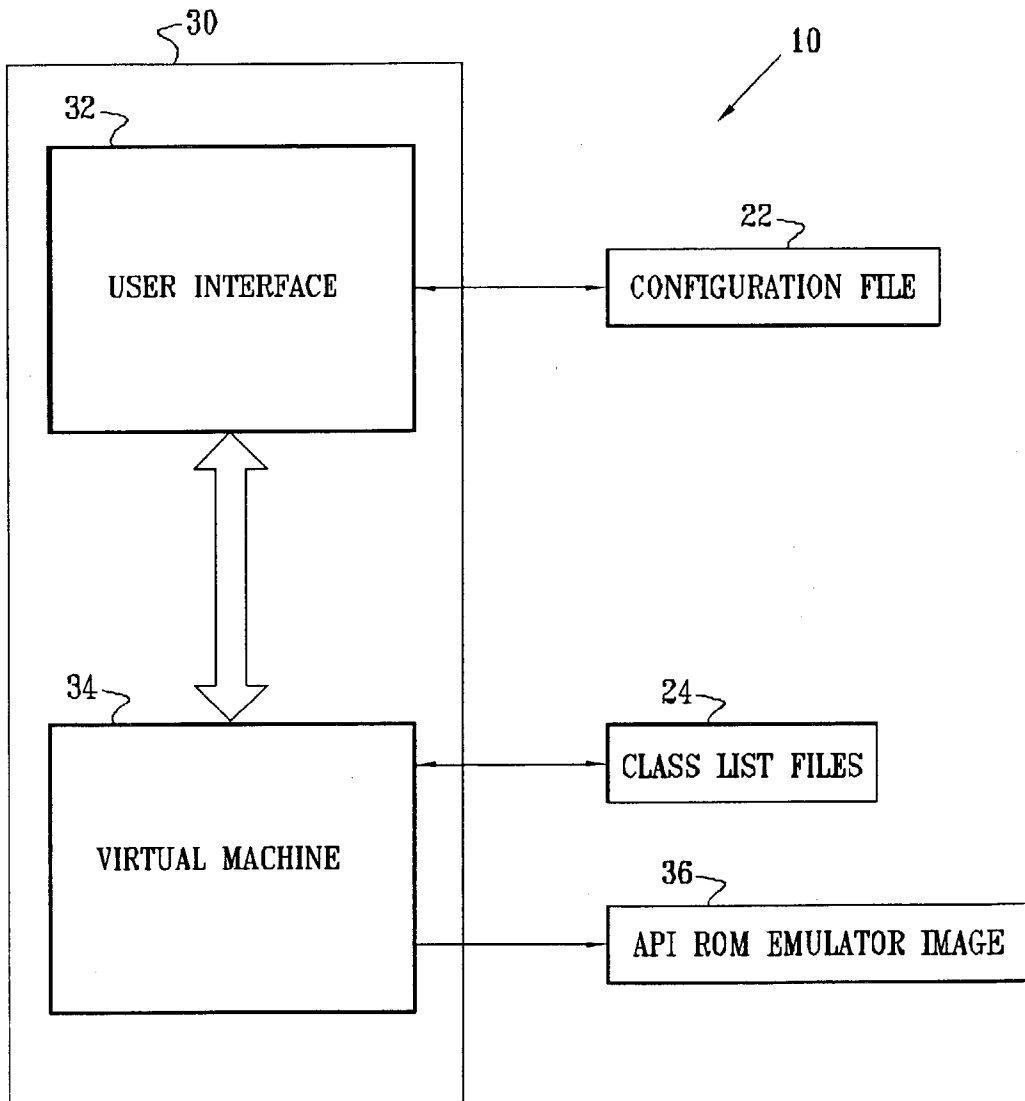 30
10
32
22
USER INTERFACE
CONFIGURATION FILE
34
24
CLASS LIST FILES
VIRTUAL MACHINE
36
API ROM EMULATOR IMAGE